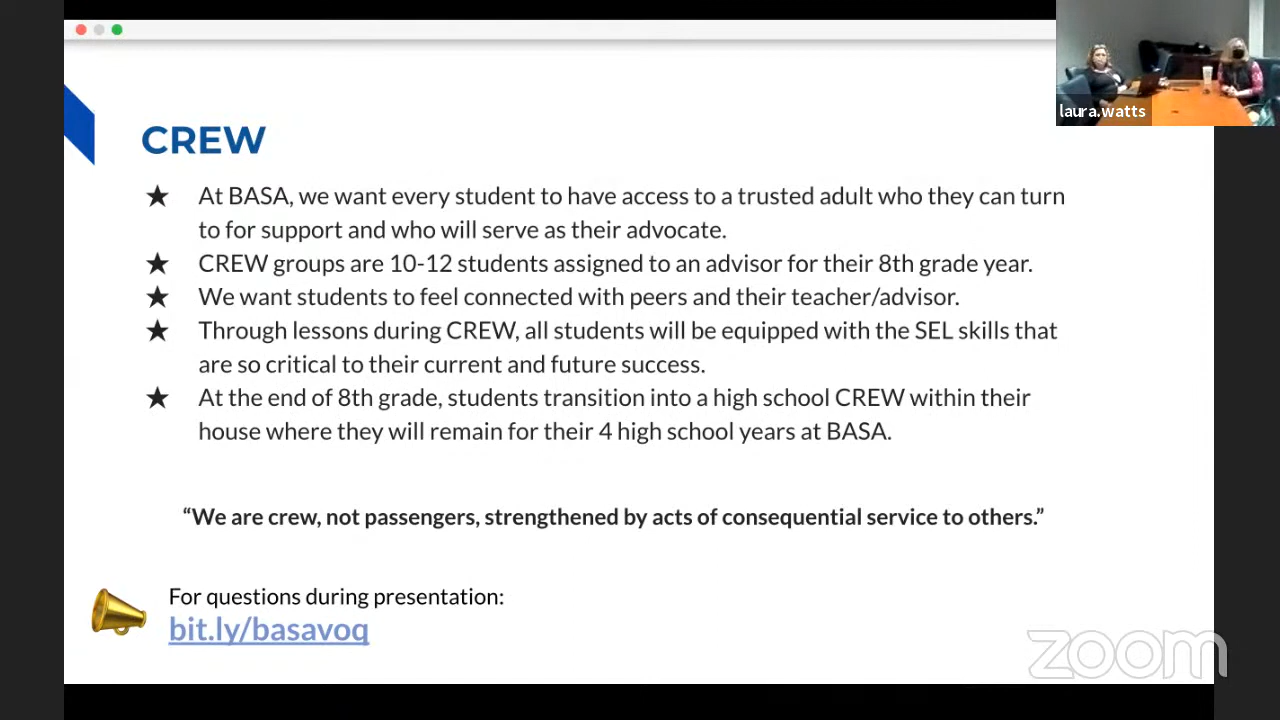 laura.watts
CREW
★ At BASA, we want every student to have access to a trusted adult who they can turn
to for support and who will serve as their advocate.
★ CREW groups are 10-12 students assigned to an advisor for their 8th grade year.
★ We want students to feel connected with peers and their teacher/advisor.
★ Through lessons during CREW, all students will be equipped with the SEL skills that
are so critical to their current and future success.
★ At the end of 8th grade, students transition into a high school CREW within their
house where they will remain for their 4 high school years at BASA.
“We are crew, not passengers, strengthened by acts of consequential service to others.”
For questions during presentation:
bit.ly/basavoq
zoom